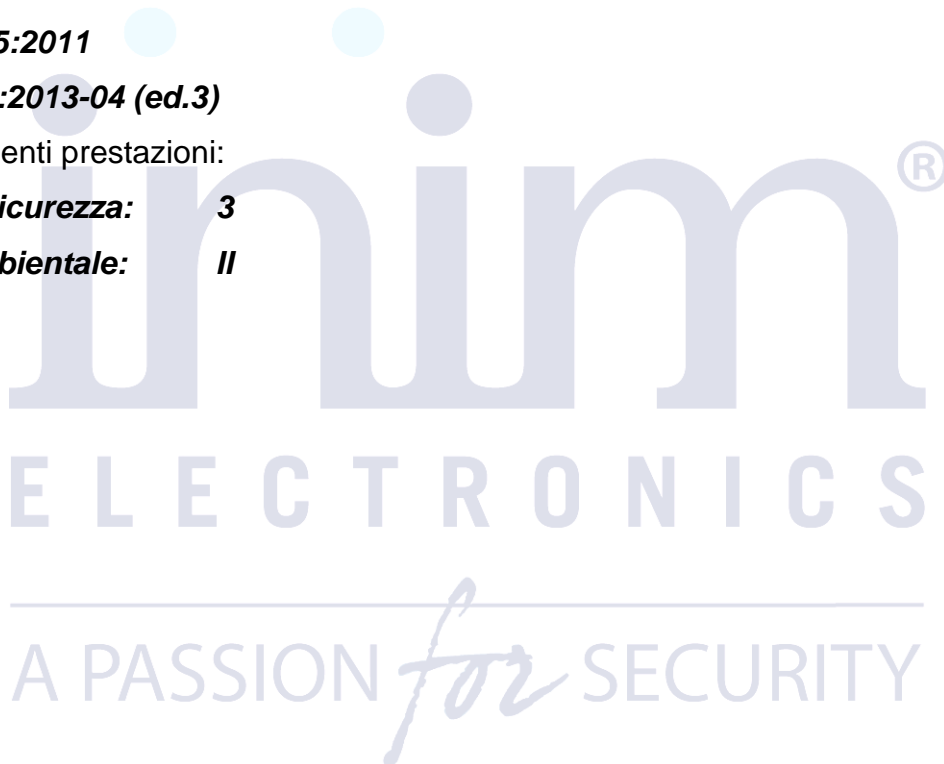 5:2011
:2013-04 (ed.3)
enti prestazioni:
icurezza: 3
bientale: II
inim®
ELECTRONICS
A PASSION for SECURITY